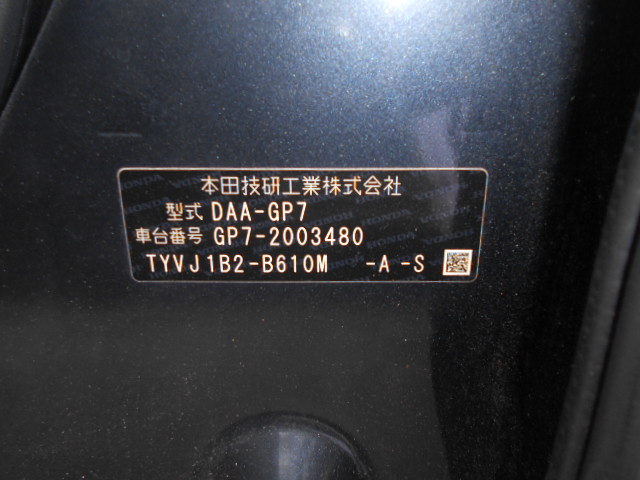 本田技研工業株式会社
型式 DAA-GP7
車台番号 GP7-2003480
TYVJ1B2-B610M -A -S